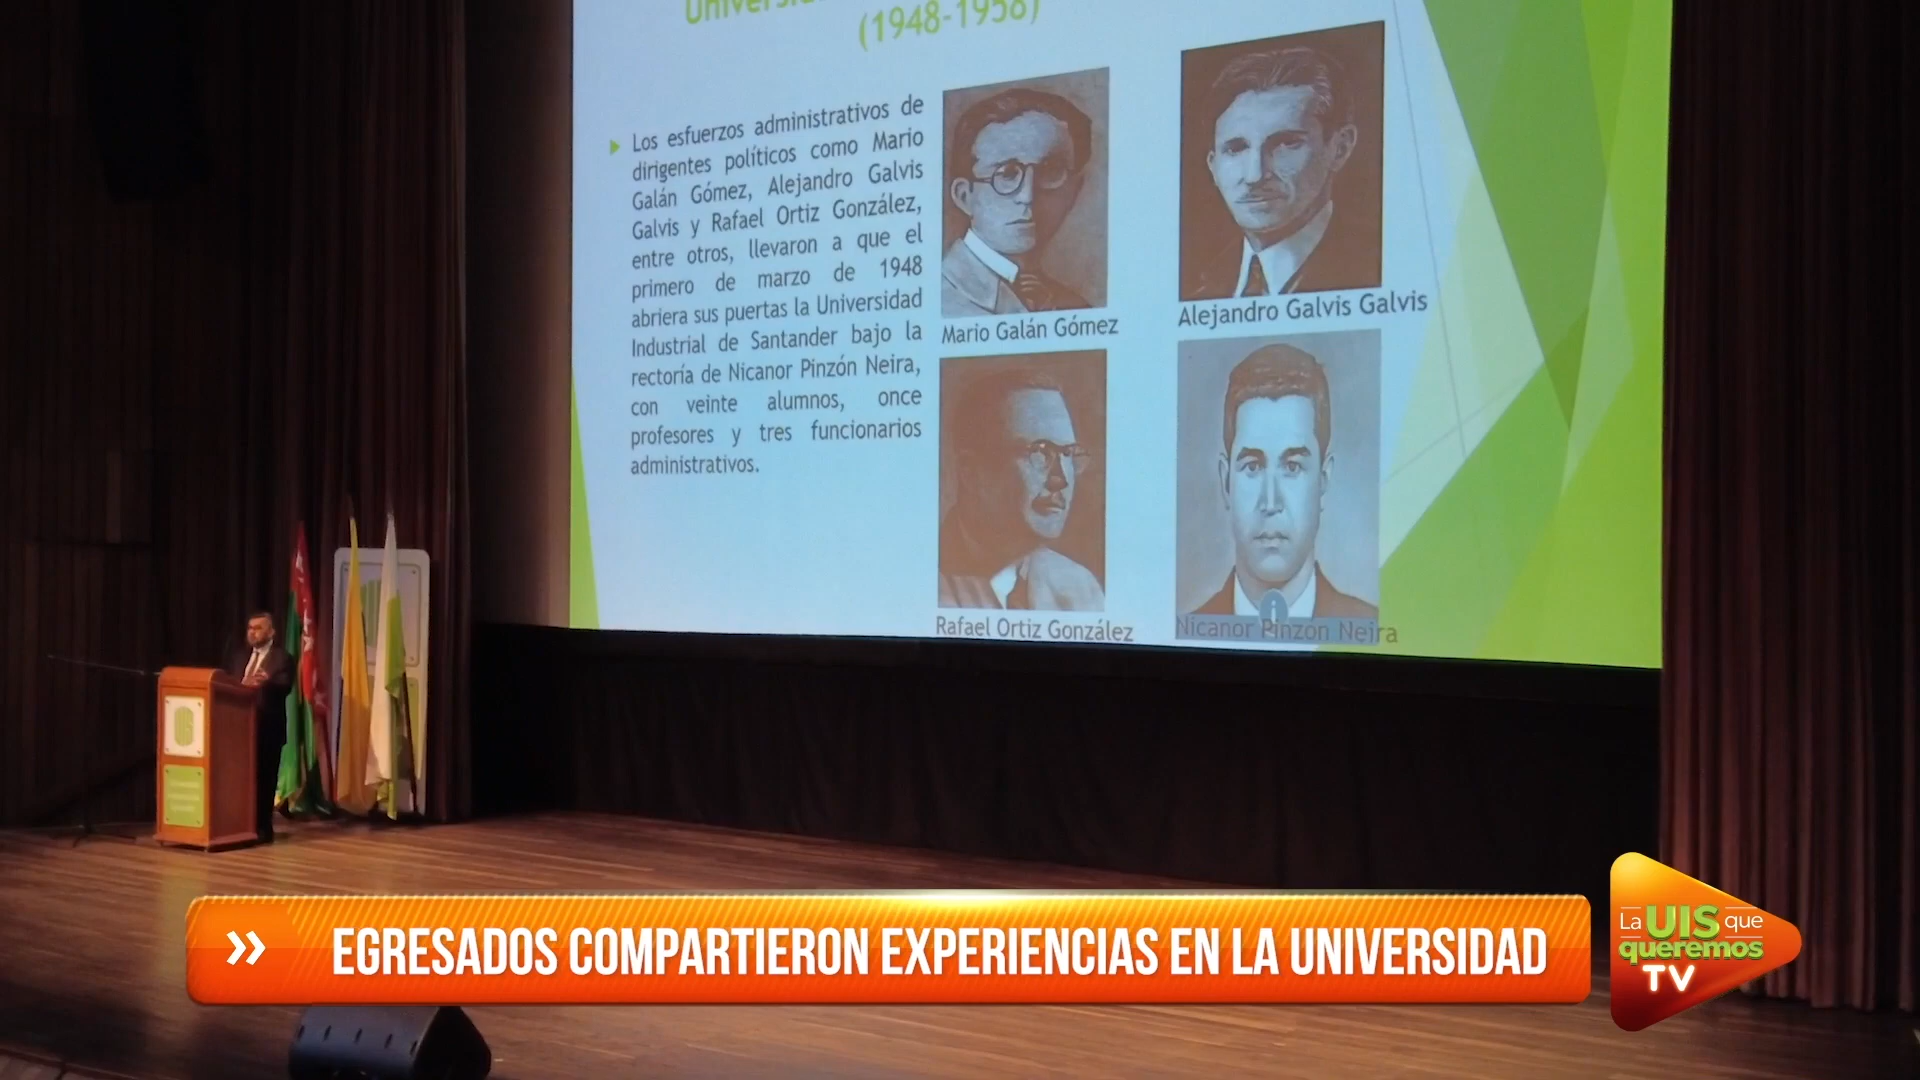 (1948-1958)
Los esfuerzos administrativos de
dirigentes políticos como Mario
Galán Gómez, Alejandro Galvis
Galvis y Rafael Ortiz González,
entre otros, llevaron a que el
primero de marzo de 1948
abriera sus puertas la Universidad
Industrial de Santander bajo la
rectoría de Nicanor Pinzón Neira,
con veinte alumnos, once
profesores y tres funcionarios
administrativos.
Mario Galán Gómez
Alejandro Galvis Galvis
Rafael Ortiz González
Nicanor Pinzón Neira
UIS
EGRESADOS COMPARTIERON EXPERIENCIAS EN LA UNIVERSIDAD
La UIS que
queremos
TV